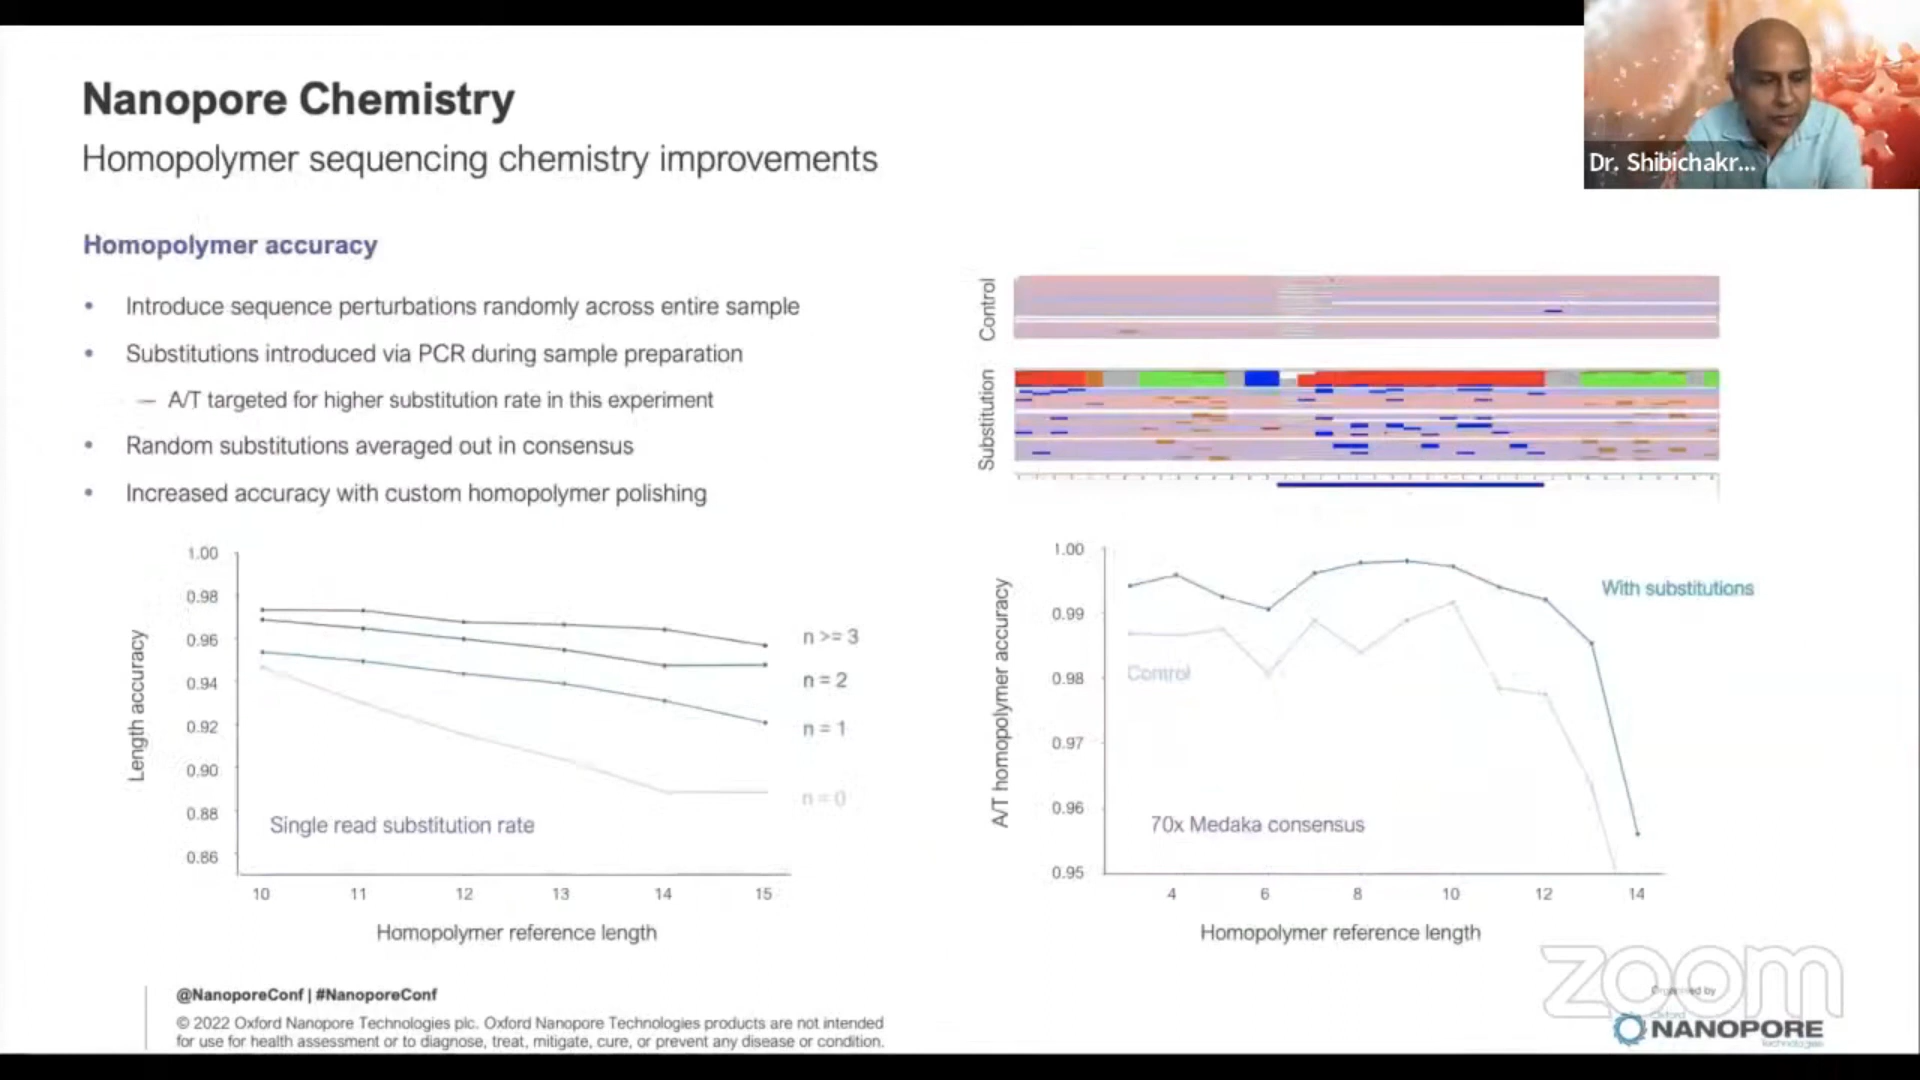 Nanopore Chemistry
Homopolymer sequencing chemistry improvements
Dr. Shibichakr...
Homopolymer accuracy
• Introduce sequence perturbations randomly across entire sample
• Substitutions introduced via PCR during sample preparation
— A/T targeted for higher substitution rate in this experiment
• Random substitutions averaged out in consensus
• Increased accuracy with custom homopolymer polishing
Control
Substitution
1.00
0.98
0.96
0.94
0.92
0.90
0.88
0.86
Length accuracy
n >= 3
n = 2
n = 1
n = 0
Single read substitution rate
10 11 12 13 14 15
Homopolymer reference length
1.00
0.99
0.98
0.97
0.96
0.95
A/T homopolymer accuracy
With substitutions
Control
70x Medaka consensus
4 6 8 10 12 14
Homopolymer reference length
@NanoporeConf | #NanoporeConf
© 2022 Oxford Nanopore Technologies plc. Oxford Nanopore Technologies products are not intended
for use for health assessment or to diagnose, treat, mitigate, cure, or prevent any disease or condition.
zoom
Organised by
Oxford
NANOPORE
Technologies